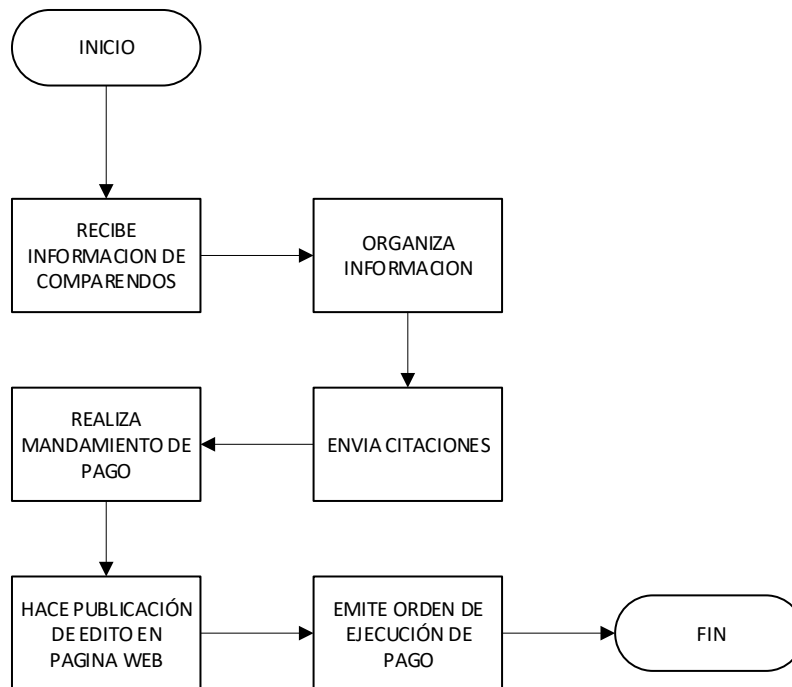 INICIO
RECIBE
INFORMACION DE
COMPARENDOS
ORGANIZA
INFORMACION
ENVIA CITACIONES
REALIZA
MANDAMIENTO DE
PAGO
HACE PUBLICACIÓN
DE EDITO EN
PAGINA WEB
EMITE ORDEN DE
EJECUCIÓN DE
PAGO
FIN